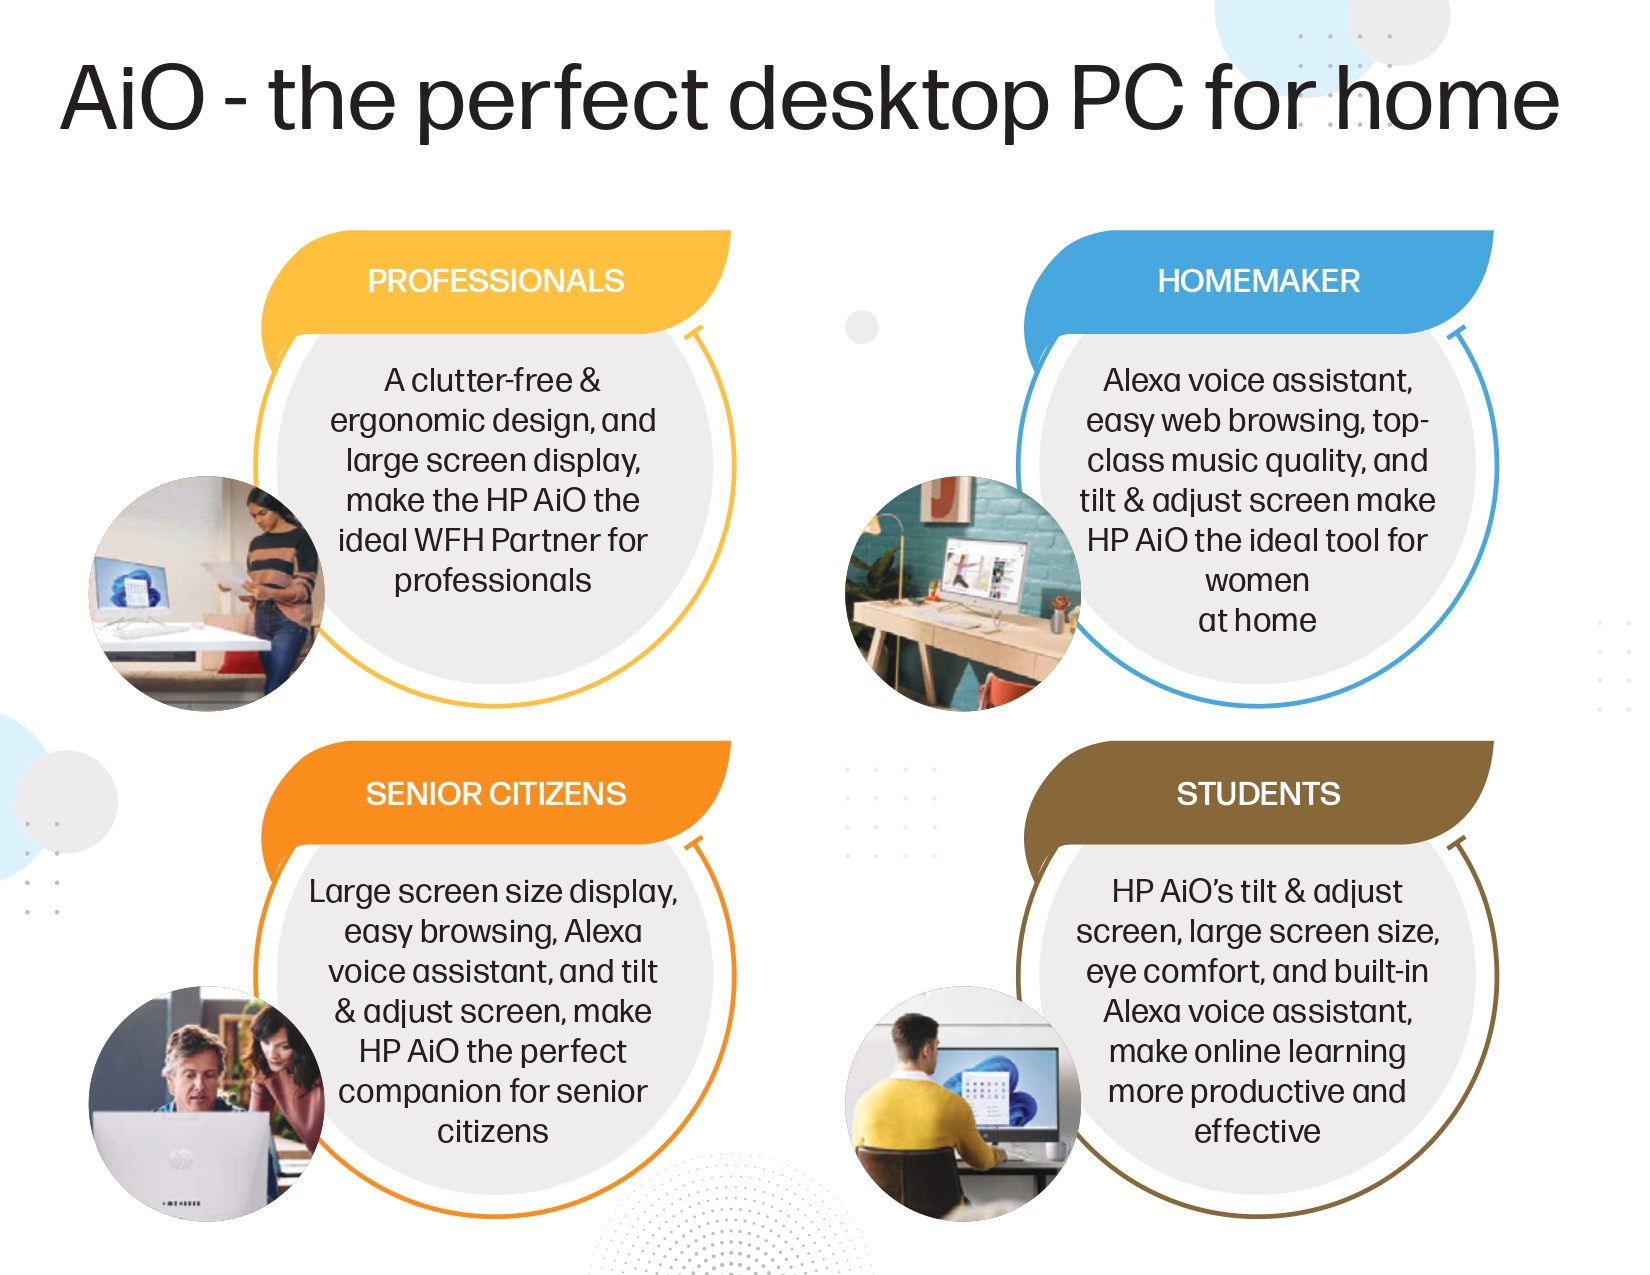 AiO - the perfect desktop PC for home
PROFESSIONALS
A clutter-free &
ergonomic design, and
large screen display,
make the HP AiO the
ideal WFH Partner for
professionals
HOMEMAKER
Alexa voice assistant,
easy web browsing, top-
class music quality, and
tilt & adjust screen make
HP AiO the ideal tool for
women
at home
SENIOR CITIZENS
Large screen size display,
easy browsing, Alexa
voice assistant, and tilt
& adjust screen, make
HP AiO the perfect
companion for senior
citizens
hp
STUDENTS
HP AiO’s tilt & adjust
screen, large screen size,
eye comfort, and built-in
Alexa voice assistant,
make online learning
more productive and
effective